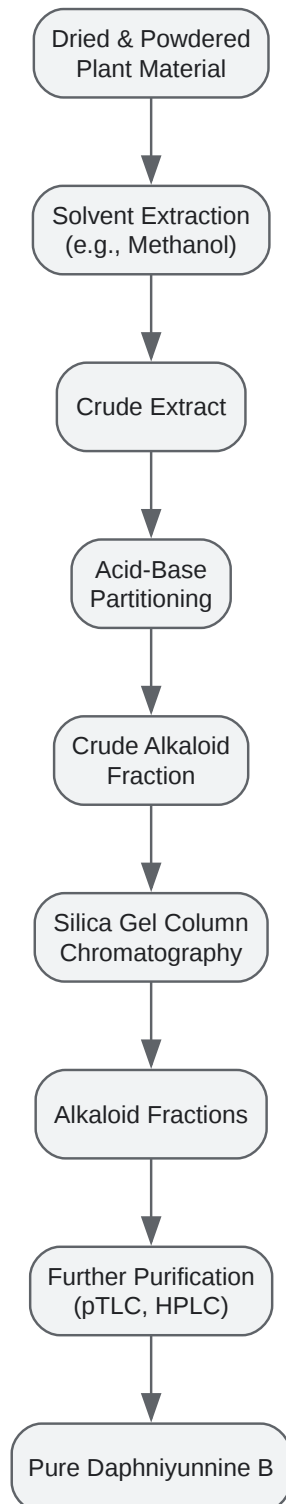 Dried & Powdered
Plant Material
Solvent Extraction
(e.g., Methanol)
Crude Extract
Acid-Base
Partitioning
Crude Alkaloid
Fraction
Silica Gel Column
Chromatography
Alkaloid Fractions
Further Purification
(pTLC, HPLC)
Pure Daphniyunnine B